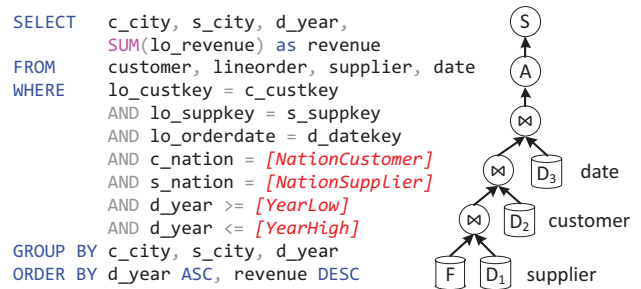 SELECT c_city, s_city, d_year,
SUM(lo_revenue) as revenue
FROM customer, lineorder, supplier, date
WHERE lo_custkey = c_custkey
AND lo_suppkey = s_suppkey
AND lo_orderdate = d_datekey
AND c_nation = [NationCustomer]
AND s_nation = [NationSupplier]
AND d_year >= [YearLow]
AND d_year <= [YearHigh]
GROUP BY c_city, s_city, d_year
ORDER BY d_year ASC, revenue DESC
S
A
⋈
⋈ D₃ date
⋈ D₂ customer
F D₁ supplier